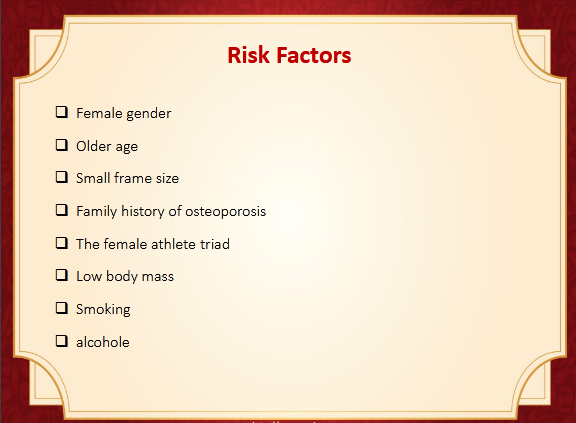 Risk Factors
Female gender
Older age
Small frame size
Family history of osteoporosis
The female athlete triad
Low body mass
Smoking
alcohole